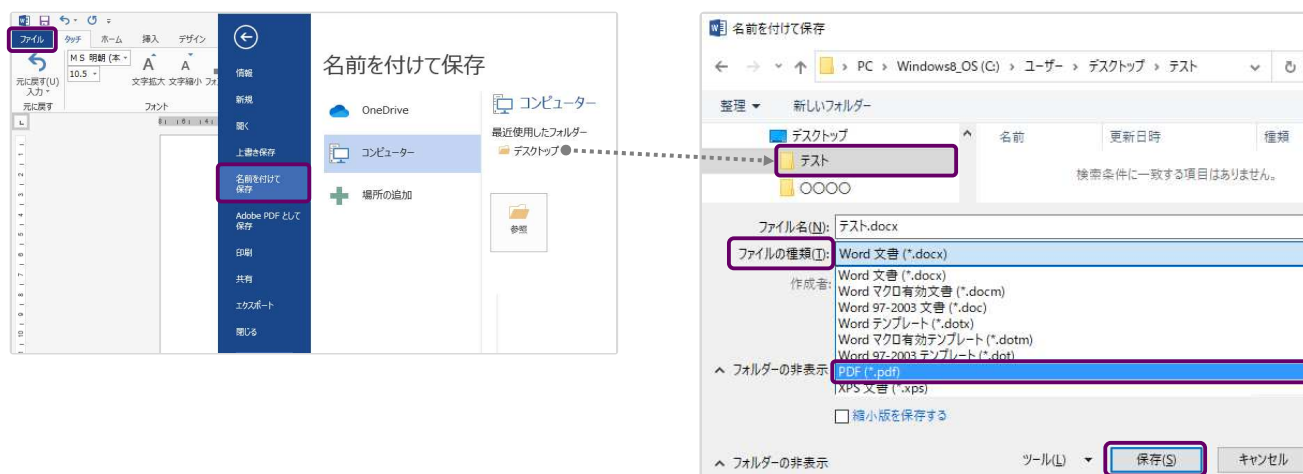 ファイル
タッチ
ホーム
挿入
デザイン
元に戻す(U)
入力
元に戻す
MS 明朝 (本
10.5
A
A
文字拡大 文字縮小 フォ
フォント
情報
新規
開く
上書き保存
名前を付けて
保存
Adobe PDF として
保存
印刷
共有
エクスポート
閉じる
名前を付けて保存
OneDrive
コンピューター
場所の追加
コンピューター
最近使用したフォルダー
デスクトップ
参照
名前を付けて保存
PC › Windows8_OS (C:) › ユーザー › デスクトップ › テスト
整理 ▼ 新しいフォルダー
デスクトップ
テスト
○○○○
名前 更新日時 種類
検索条件に一致する項目はありません。
ファイル名(N): テスト.docx
ファイルの種類(T): Word 文書 (*.docx)
作成者:
Word 文書 (*.docx)
Word マクロ有効文書 (*.docm)
Word 97-2003 文書 (*.doc)
Word テンプレート (*.dotx)
Word マクロ有効テンプレート (*.dotm)
Word 97-2003 テンプレート (*.dot)
PDF (*.pdf)
XPS 文書 (*.xps)
フォルダーの非表示
縮小版を保存する
フォルダーの非表示
ツール(L) ▼ 保存(S) キャンセル